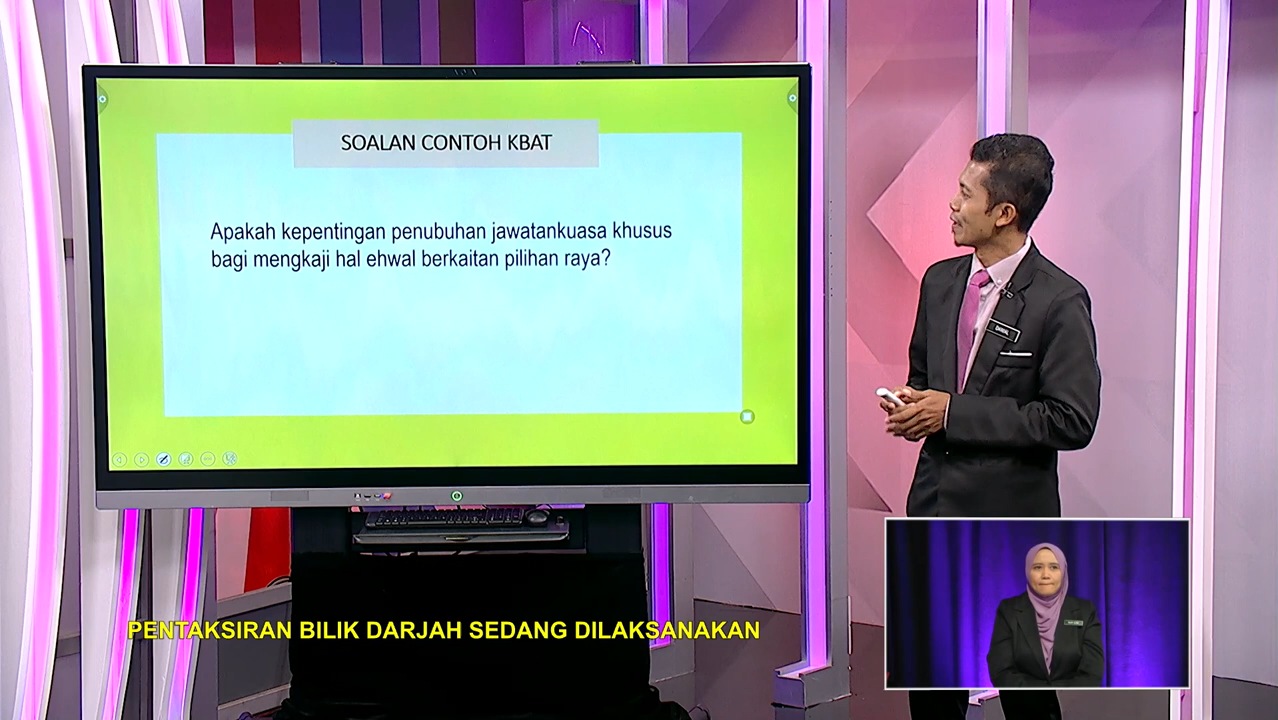 SOALAN CONTOH KBAT
Apakah kepentingan penubuhan jawatankuasa khusus
bagi mengkaji hal ehwal berkaitan pilihan raya?
PENTAKSIRAN BILIK DARJAH SEDANG DILAKSANAKAN